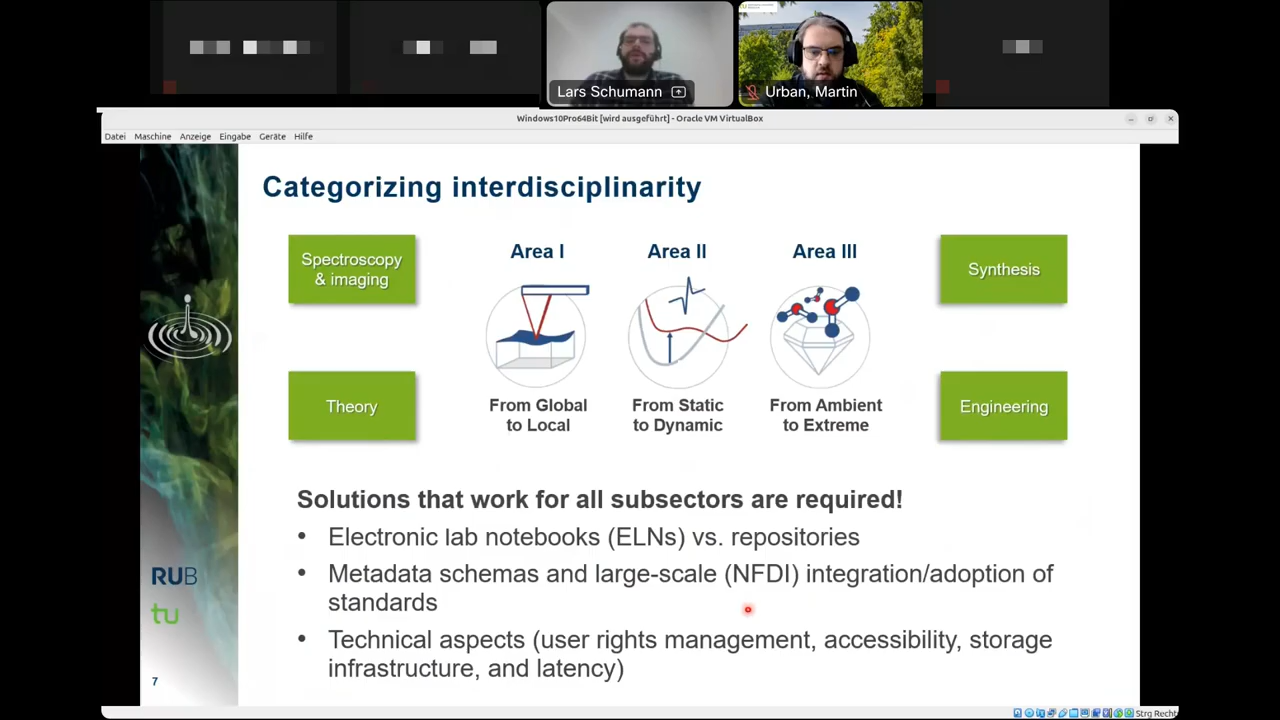 Lars Schumann
Urban, Martin
Windows10Pro64Bit [wird ausgeführt] - Oracle VM VirtualBox
Datei Maschine Anzeige Eingabe Geräte Hilfe
Categorizing interdisciplinarity
Spectroscopy
& imaging
Theory
Area I
From Global
to Local
Area II
From Static
to Dynamic
Area III
From Ambient
to Extreme
Synthesis
Engineering
Solutions that work for all subsectors are required!
• Electronic lab notebooks (ELNs) vs. repositories
• Metadata schemas and large-scale (NFDI) integration/adoption of
standards
• Technical aspects (user rights management, accessibility, storage
infrastructure, and latency)
RUB
tu
7
Strg Recht